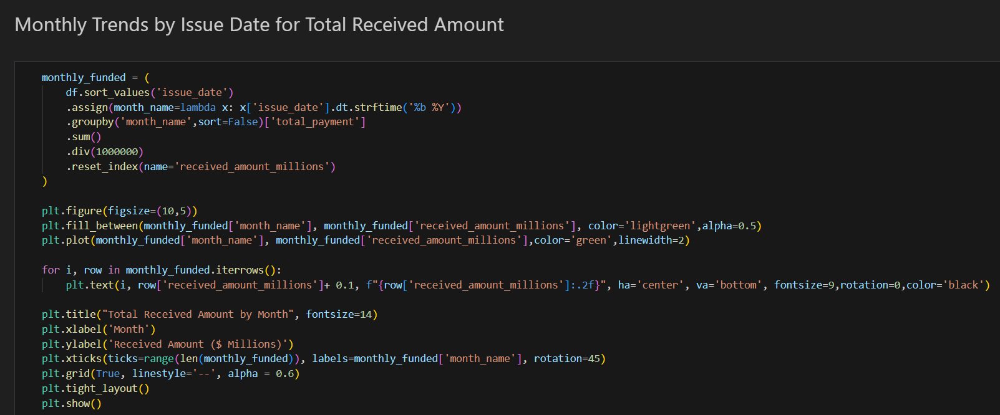 Monthly Trends by Issue Date for Total Received Amount
monthly_funded = (
    df.sort_values('issue_date')
    .assign(month_name=lambda x: x['issue_date'].dt.strftime('%b %Y'))
    .groupby('month_name',sort=False)['total_payment']
    .sum()
    .div(1000000)
    .reset_index(name='received_amount_millions')
)
plt.figure(figsize=(10,5))
plt.fill_between(monthly_funded['month_name'], monthly_funded['received_amount_millions'], color='lightgreen',alpha=0.5)
plt.plot(monthly_funded['month_name'], monthly_funded['received_amount_millions'],color='green',linewidth=2)
for i, row in monthly_funded.iterrows():
    plt.text(i, row['received_amount_millions']+ 0.1, f"{row['received_amount_millions']:.2f}", ha='center', va='bottom', fontsize=9,rotation=0,color='black')
plt.title("Total Received Amount by Month", fontsize=14)
plt.xlabel('Month')
plt.ylabel('Received Amount ($ Millions)')
plt.xticks(ticks=range(len(monthly_funded)), labels=monthly_funded['month_name'], rotation=45)
plt.grid(True, linestyle='--', alpha = 0.6)
plt.tight_layout()
plt.show()